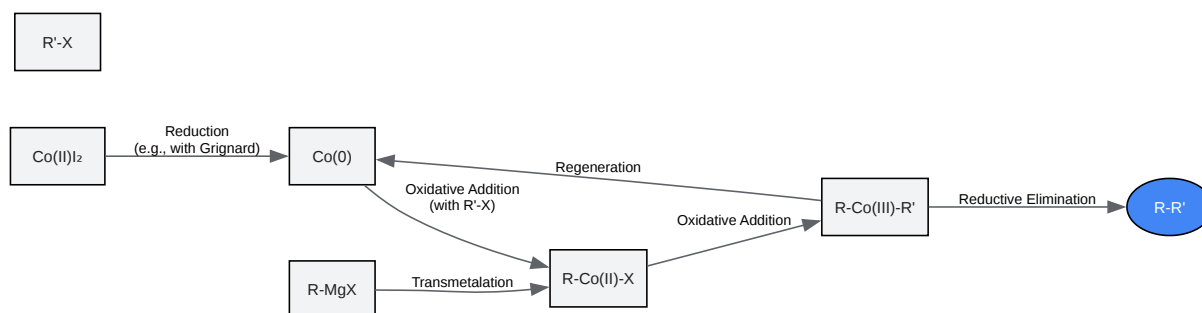 R'-X
Reduction
(e.g., with Grignard)
Co(II)I₂
Co(0)
Regeneration
Oxidative Addition
(with R'-X)
Oxidative Addition
R-Co(III)-R'
Reductive Elimination
R-R'
R-MgX
Transmetalation
R-Co(II)-X